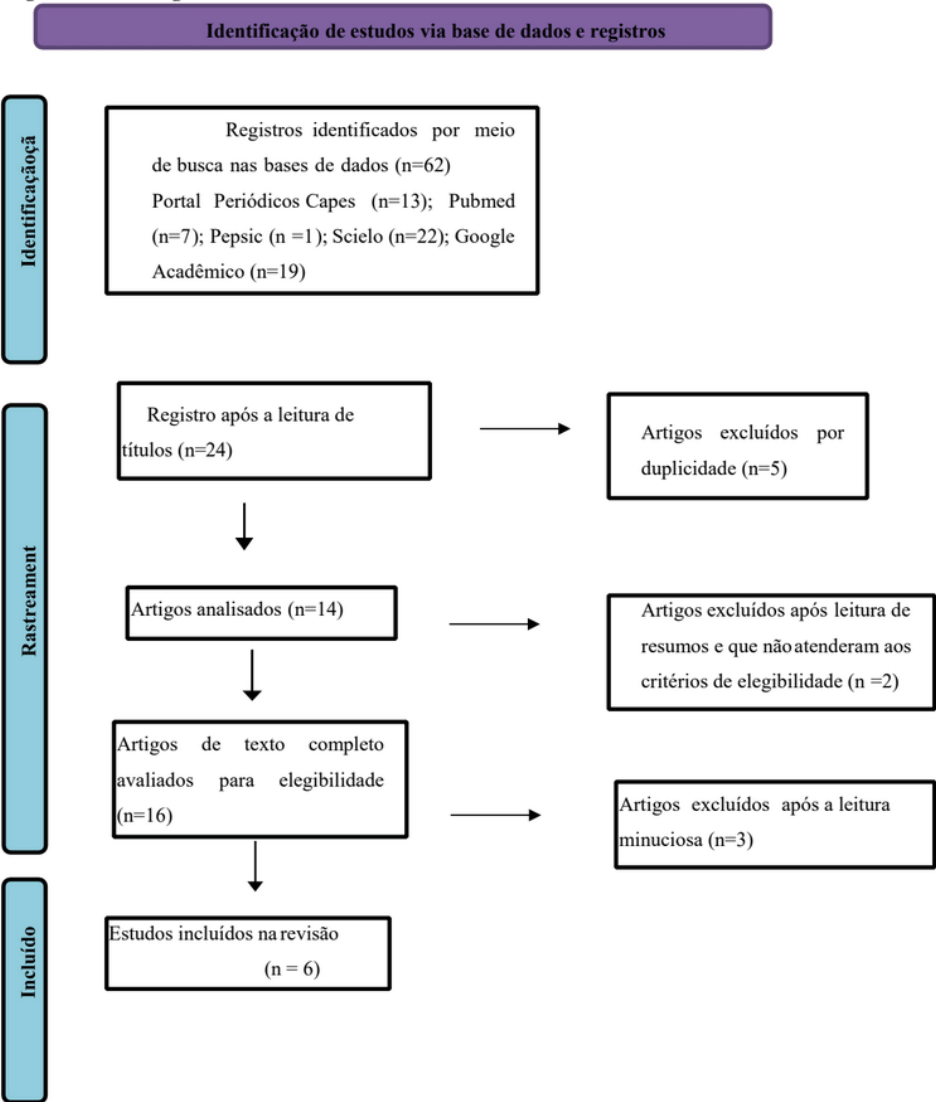 Identificação de estudos via base de dados e registros
Identificaçãoçã
Registros identificados por meio
de busca nas bases de dados (n=62)
Portal Periódicos Capes (n=13); Pubmed
(n=7); Pepsic (n =1); Scielo (n=22); Google
Acadêmico (n=19)
Rastreament
Registro após a leitura de
títulos (n=24)
Artigos excluídos por
duplicidade (n=5)
Artigos analisados (n=14)
Artigos excluídos após leitura de
resumos e que não atenderam aos
critérios de elegibilidade (n =2)
Artigos de texto completo
avaliados para elegibilidade
(n=16)
Artigos excluídos após a leitura
minuciosa (n=3)
Incluído
Estudos incluídos na revisão
(n = 6)